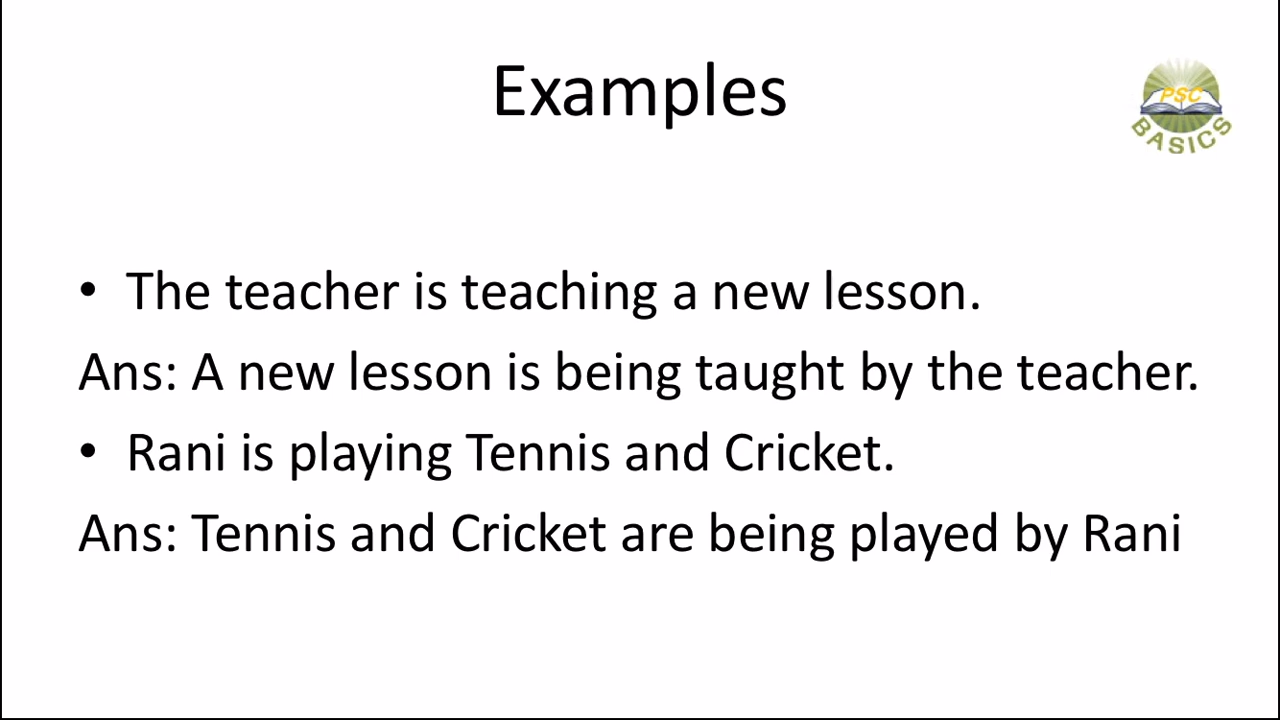 Examples
PSC
BASICS
• The teacher is teaching a new lesson.
Ans: A new lesson is being taught by the teacher.
• Rani is playing Tennis and Cricket.
Ans: Tennis and Cricket are being played by Rani